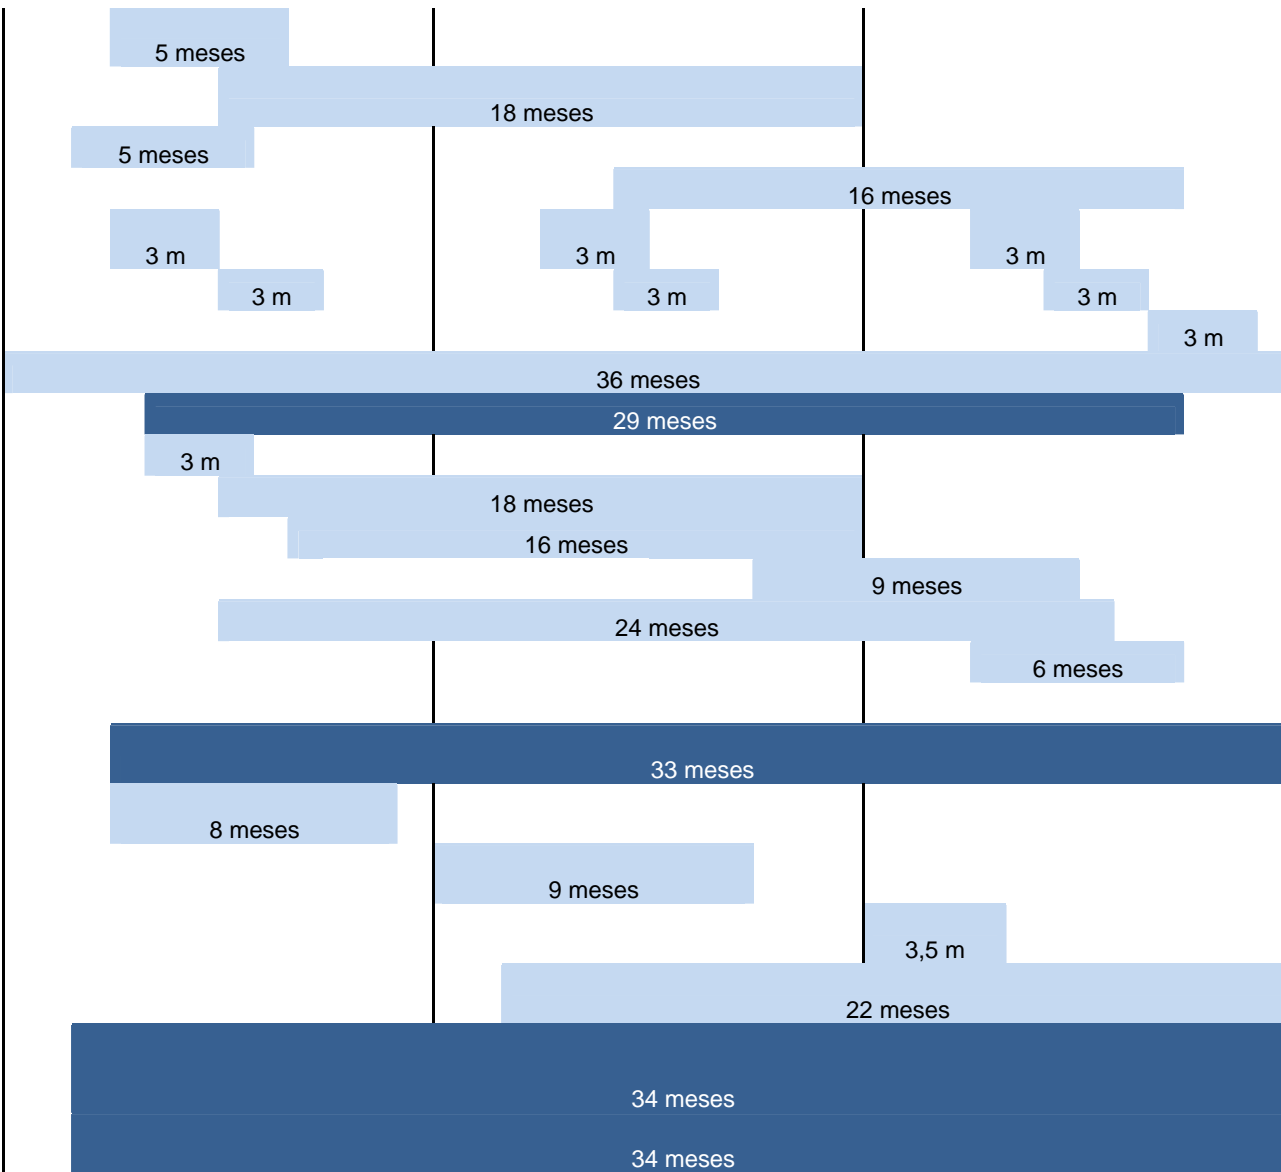 5 meses
18 meses
5 meses
16 meses
3 m 3 m 3 m
3 m 3 m 3 m
3 m
36 meses
29 meses
3 m
18 meses
16 meses
9 meses
24 meses
6 meses
33 meses
8 meses
9 meses
3,5 m
22 meses
34 meses
34 meses